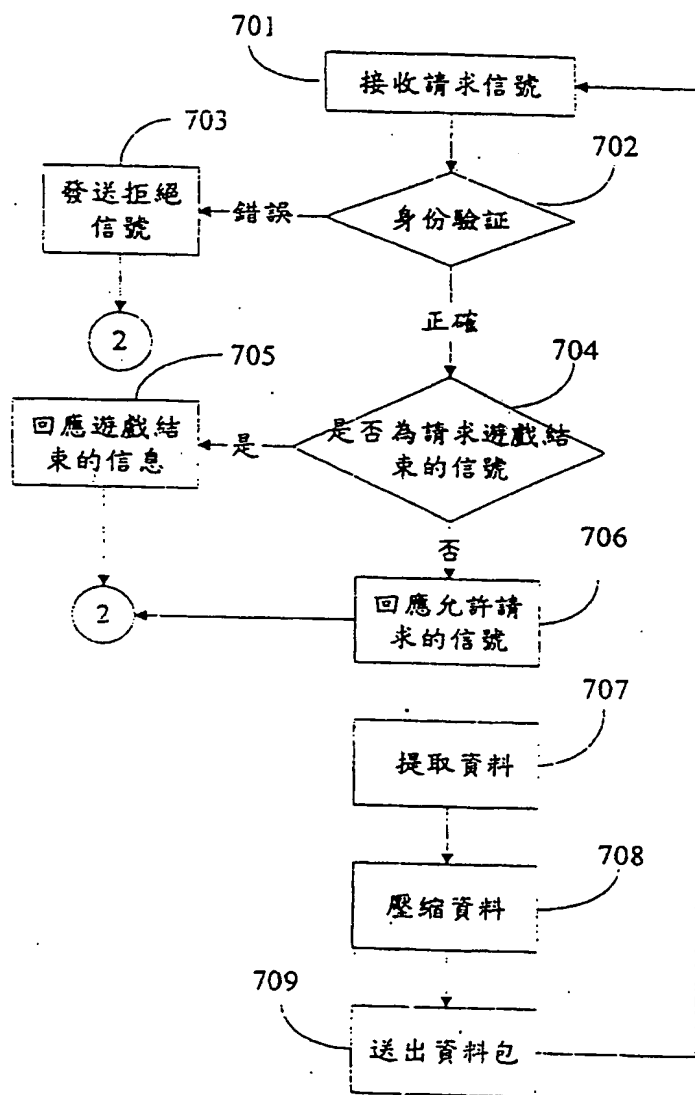 701
接收請求信號
703
702
發送拒絕
信號
錯誤
身份驗証
正確
2
705
704
回應遊戲結
束的信息
是
是否為請求遊戲結
束的信號
否
706
2
回應允許請
求的信號
707
提取資料
708
壓縮資料
709
送出資料包